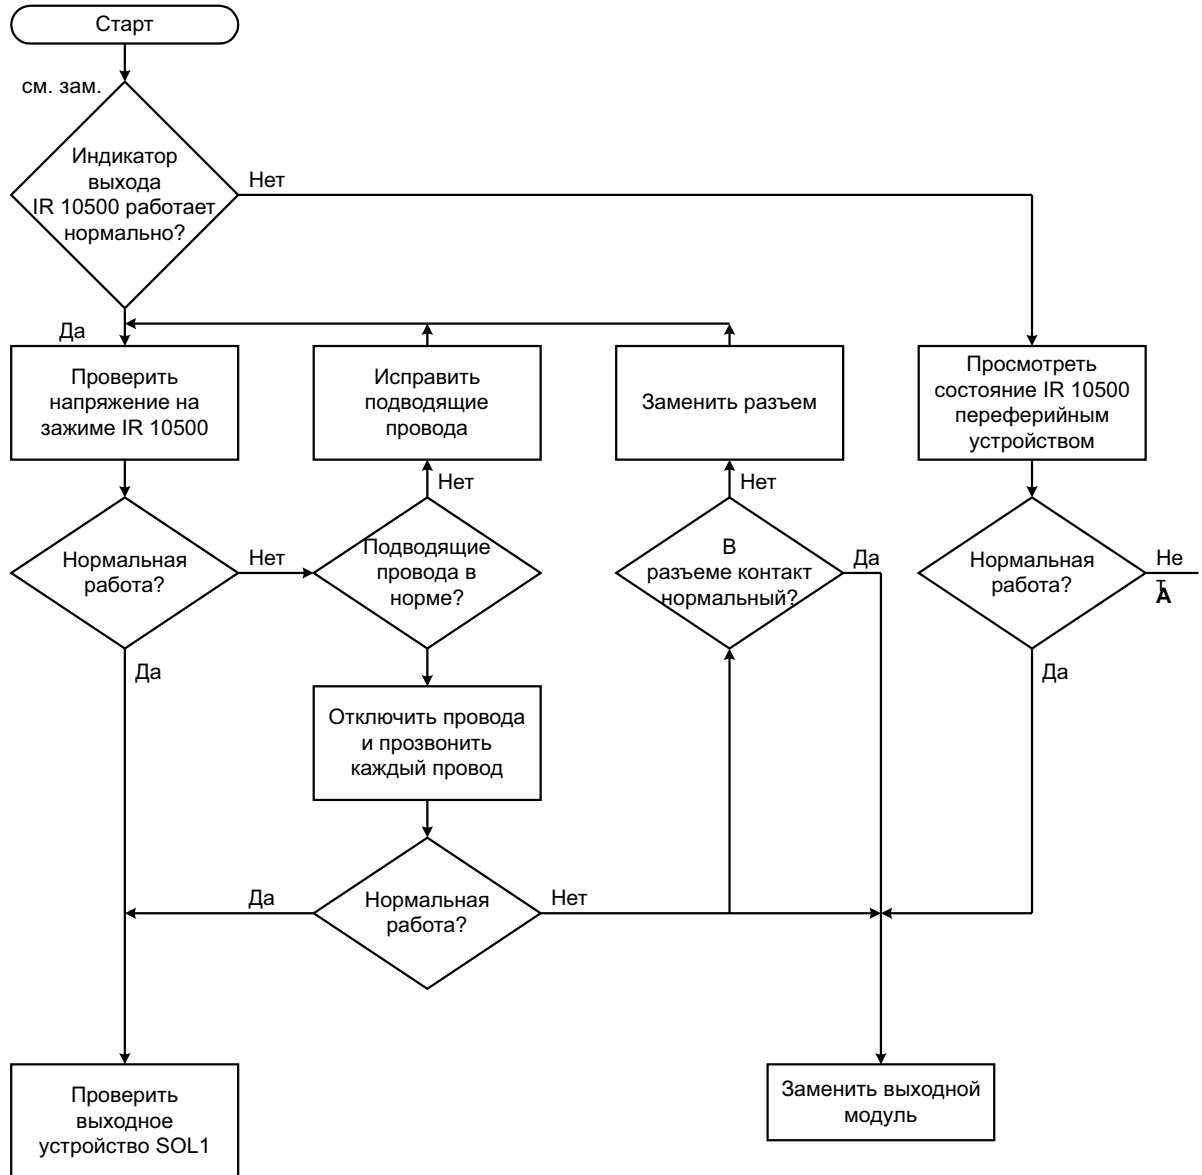 Старт
см. зам.
Индикатор
выхода
IR 10500 работает
нормально?
Нет
Да
Проверить
напряжение на
зажиме IR 10500
Исправить
подводящие
провода
Заменить разъем
Просмотреть
состояние IR 10500
переферийным
устройством
Нет
Нет
Нормальная
работа?
Нет
Подводящие
провода в
норме?
В
разъеме контакт
нормальный?
Да
Нормальная
работа?
Не
т
А
Да
Да
Отключить провода
и прозвонить
каждый провод
Да
Нормальная
работа?
Нет
Проверить
выходное
устройство SOL1
Заменить выходной
модуль